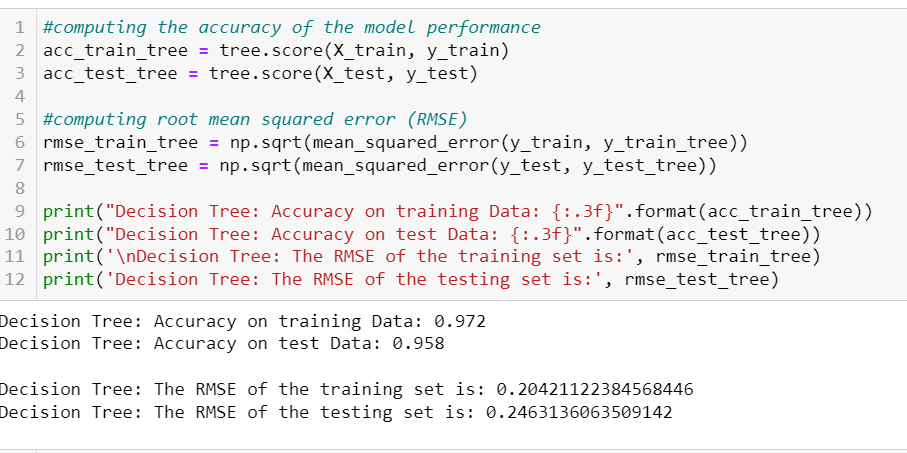 1 #computing the accuracy of the model performance
2 acc_train_tree = tree.score(X_train, y_train)
3 acc_test_tree = tree.score(X_test, y_test)
4
5 #computing root mean squared error (RMSE)
6 rmse_train_tree = np.sqrt(mean_squared_error(y_train, y_train_tree))
7 rmse_test_tree = np.sqrt(mean_squared_error(y_test, y_test_tree))
8
9 print("Decision Tree: Accuracy on training Data: {:.3f}".format(acc_train_tree))
10 print("Decision Tree: Accuracy on test Data: {:.3f}".format(acc_test_tree))
11 print('\nDecision Tree: The RMSE of the training set is:', rmse_train_tree)
12 print('Decision Tree: The RMSE of the testing set is:', rmse_test_tree)
Decision Tree: Accuracy on training Data: 0.972
Decision Tree: Accuracy on test Data: 0.958
Decision Tree: The RMSE of the training set is: 0.20421122384568446
Decision Tree: The RMSE of the testing set is: 0.2463136063509142